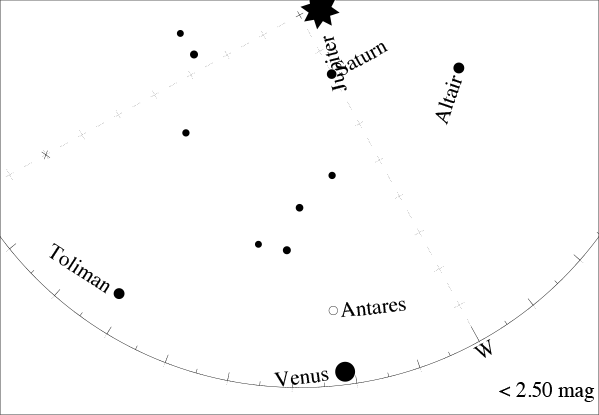 Jupiter
Saturn
Altair
Toliman
Antares
Venus
W
< 2.50 mag